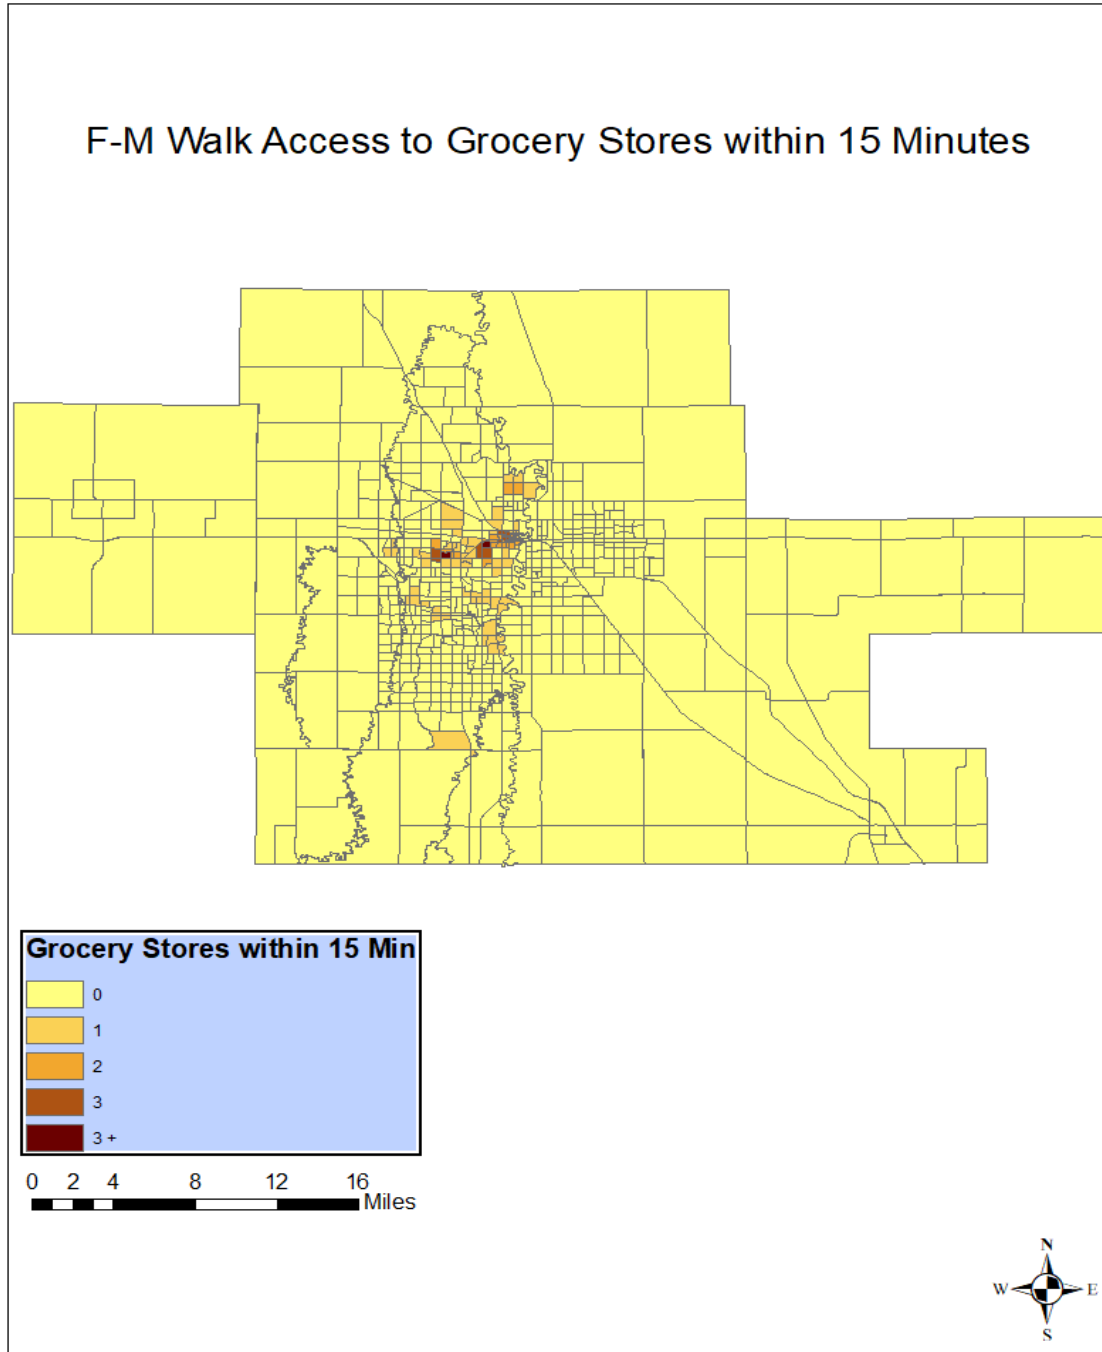 F-M Walk Access to Grocery Stores within 15 Minutes
Grocery Stores within 15 Min
0
1
2
3
3 +
0 2 4 8 12 16
Miles
N
W E
S